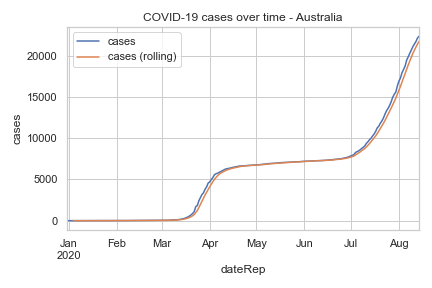 COVID-19 cases over time - Australia
cases
cases (rolling)
20000
15000
10000
5000
0
cases
Jan Feb Mar Apr May Jun Jul Aug
2020
dateRep